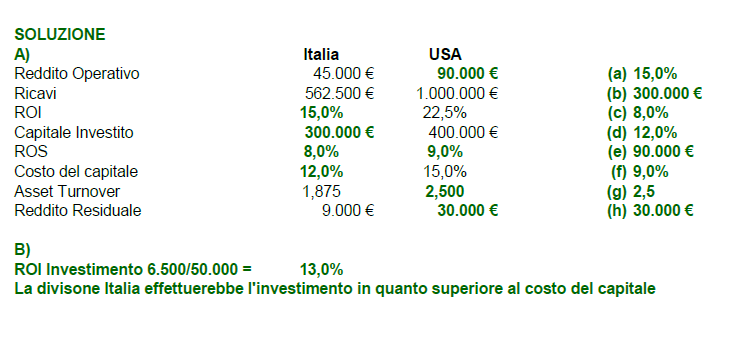 SOLUZIONE
A) Italia USA
Reddito Operativo 45.000 € 90.000 € (a) 15,0%
Ricavi 562.500 € 1.000.000 € (b) 300.000 €
ROI 15,0% 22,5% (c) 8,0%
Capitale Investito 300.000 € 400.000 € (d) 12,0%
ROS 8,0% 9,0% (e) 90.000 €
Costo del capitale 12,0% 15,0% (f) 9,0%
Asset Turnover 1,875 2,500 (g) 2,5
Reddito Residuale 9.000 € 30.000 € (h) 30.000 €
B)
ROI Investimento 6.500/50.000 = 13,0%
La divisone Italia effettuerebbe l'investimento in quanto superiore al costo del capitale